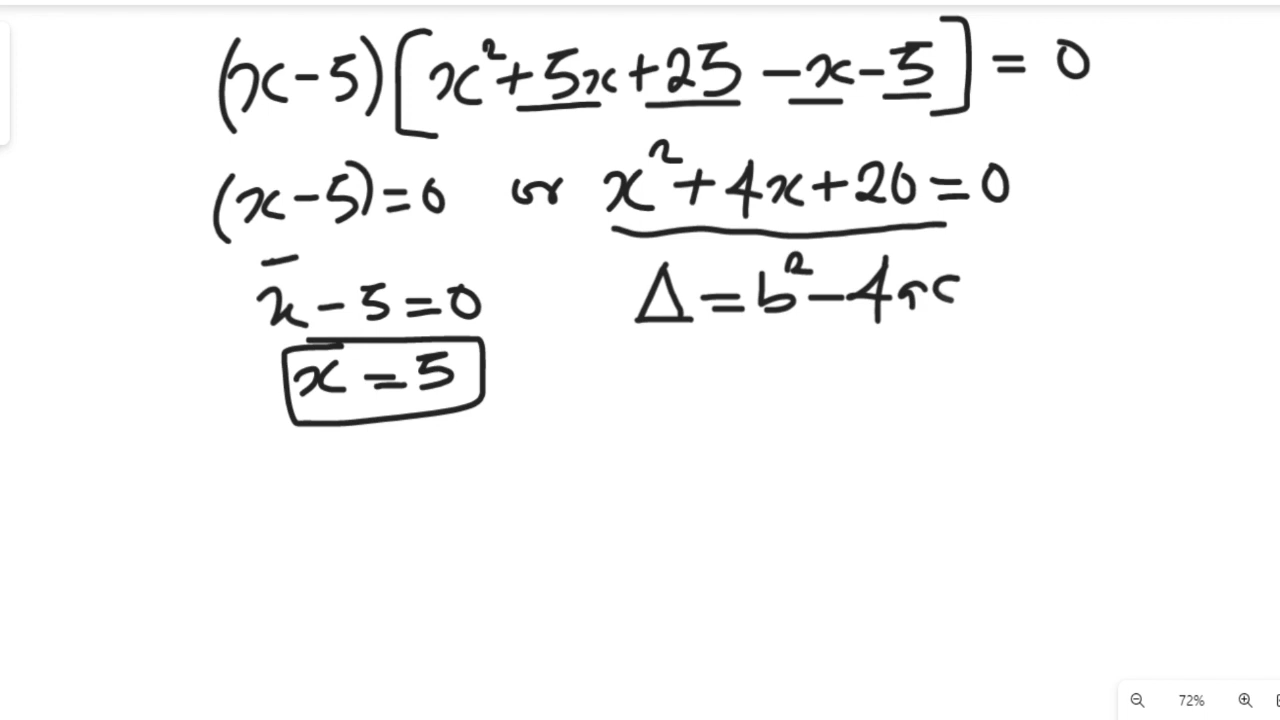 (x-5)[x²+5x+25-x-5]=0
(x-5)=0 or x²+4x+20=0
x-5=0 Δ=b²-4ac
x=5
72%